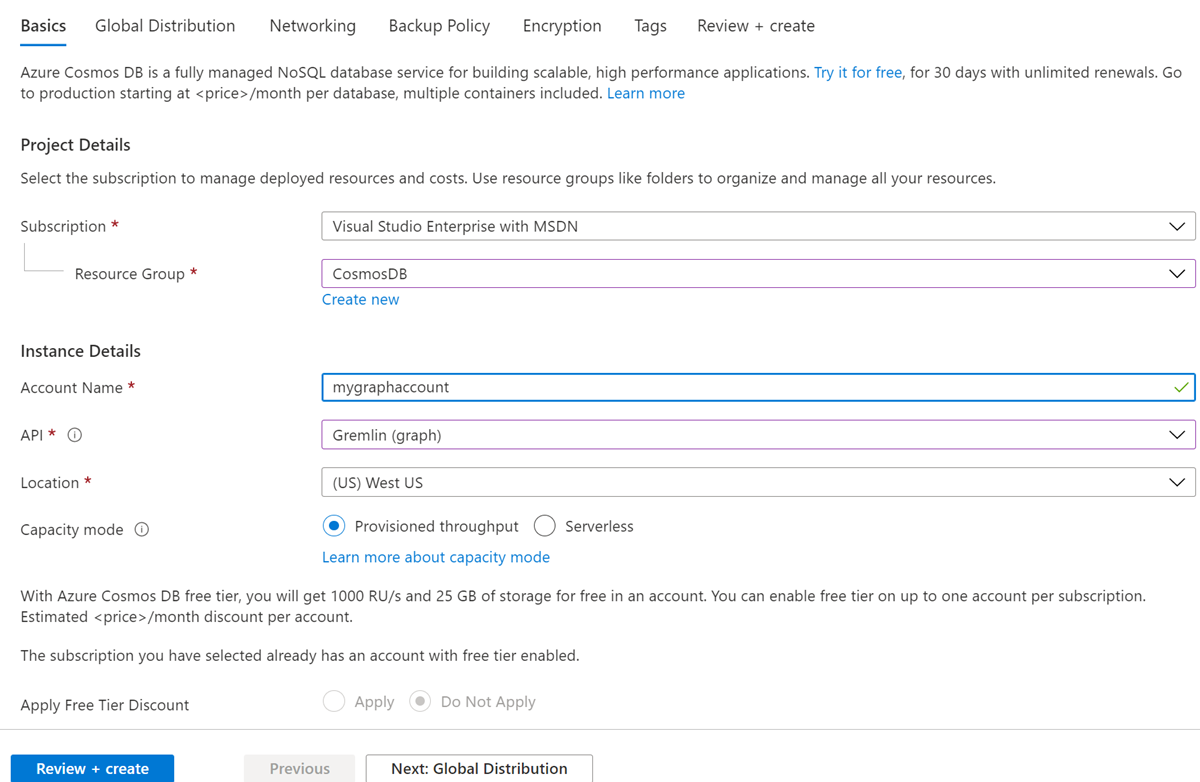 Basics Global Distribution Networking Backup Policy Encryption Tags Review + create
Azure Cosmos DB is a fully managed NoSQL database service for building scalable, high performance applications. Try it for free, for 30 days with unlimited renewals. Go
to production starting at <price>/month per database, multiple containers included. Learn more
Project Details
Select the subscription to manage deployed resources and costs. Use resource groups like folders to organize and manage all your resources.
Subscription * Visual Studio Enterprise with MSDN
Resource Group * CosmosDB
Create new
Instance Details
Account Name * mygraphaccount
API * Gremlin (graph)
Location * (US) West US
Capacity mode Provisioned throughput Serverless
Learn more about capacity mode
With Azure Cosmos DB free tier, you will get 1000 RU/s and 25 GB of storage for free in an account. You can enable free tier on up to one account per subscription.
Estimated <price>/month discount per account.
The subscription you have selected already has an account with free tier enabled.
Apply Free Tier Discount Apply Do Not Apply
Review + create Previous Next: Global Distribution